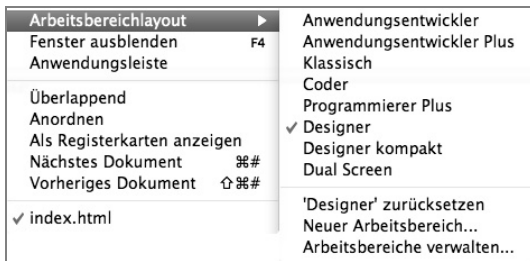 Arbeitsbereichlayout ▶
Fenster ausblenden F4
Anwendungsleiste
Überlappend
Anordnen
Als Registerkarten anzeigen
Nächstes Dokument ⌘#
Vorheriges Dokument ⇧⌘#
✓ index.html
Anwendungsentwickler
Anwendungsentwickler Plus
Klassisch
Coder
Programmierer Plus
✓ Designer
Designer kompakt
Dual Screen
'Designer' zurücksetzen
Neuer Arbeitsbereich...
Arbeitsbereiche verwalten...